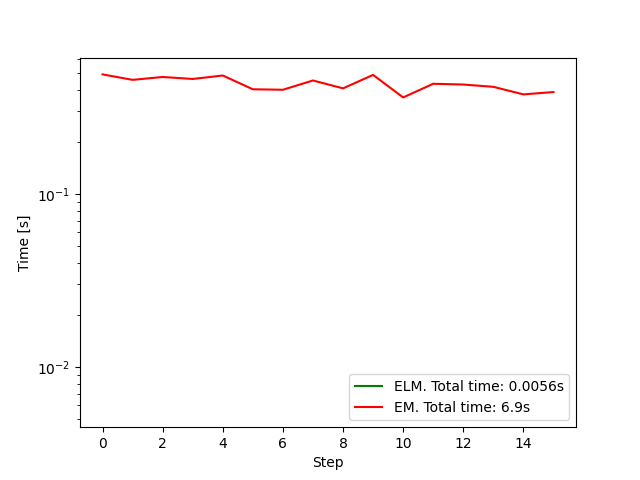 10⁻¹
10⁻²
Time [s]
0 2 4 6 8 10 12 14
Step
ELM. Total time: 0.0056s
EM. Total time: 6.9s